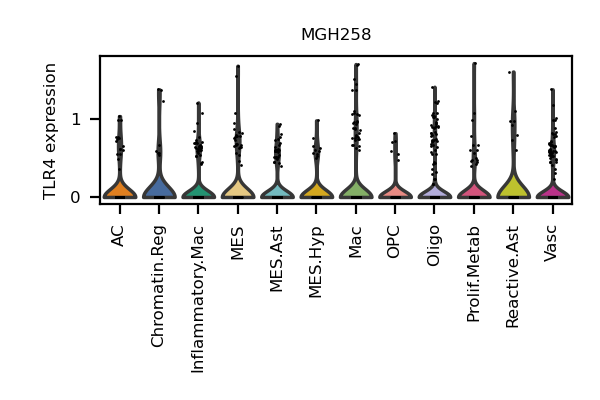 MGH258
TLR4 expression
1
0
AC
Chromatin.Reg
Inflammatory.Mac
MES
MES.Ast
MES.Hyp
Mac
OPC
Oligo
Prolif.Metab
Reactive.Ast
Vasc